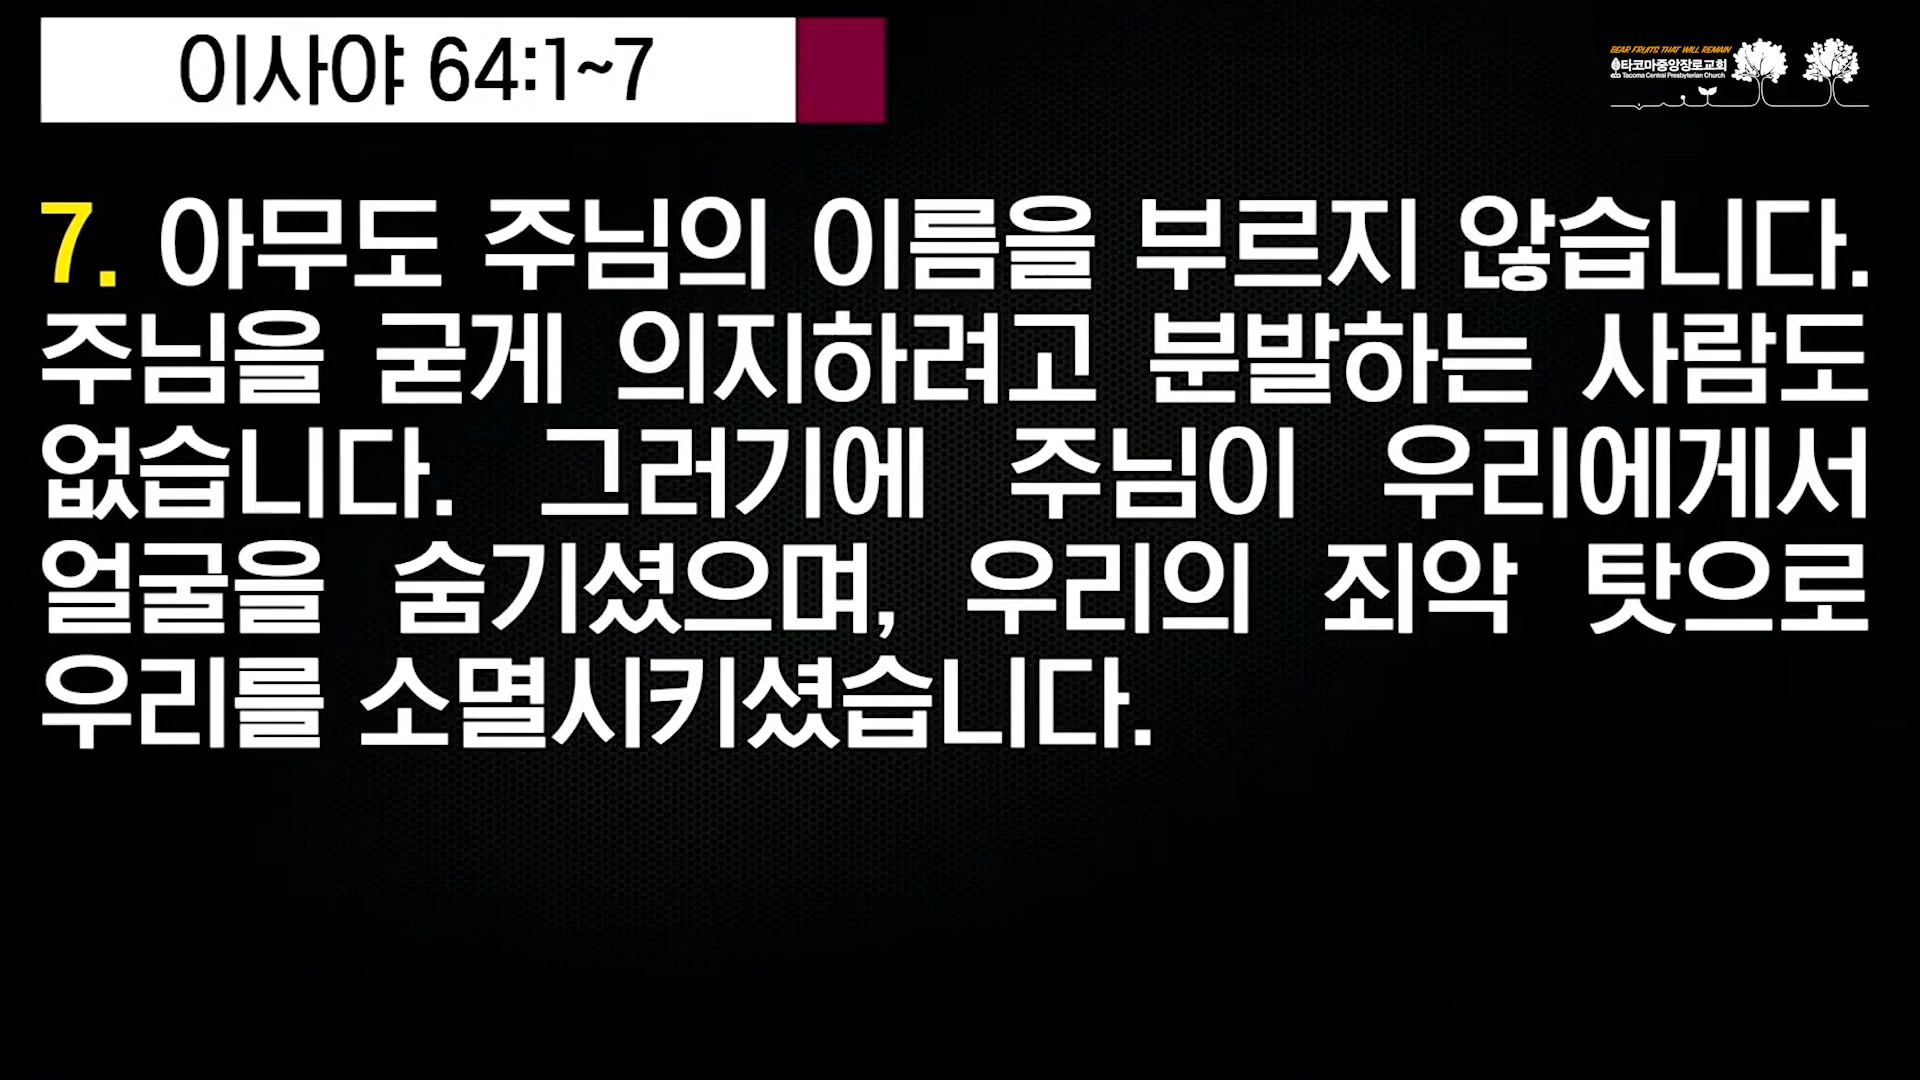 이사야 64:1~7
BEAR FRUITS THAT WILL REMAIN
타코마중앙장로교회
eco Tacoma Central Presbyterian Church
7. 아무도 주님의 이름을 부르지 않습니다.
주님을 굳게 의지하려고 분발하는 사람도
없습니다. 그러기에 주님이 우리에게서
얼굴을 숨기셨으며, 우리의 죄악 탓으로
우리를 소멸시키셨습니다.